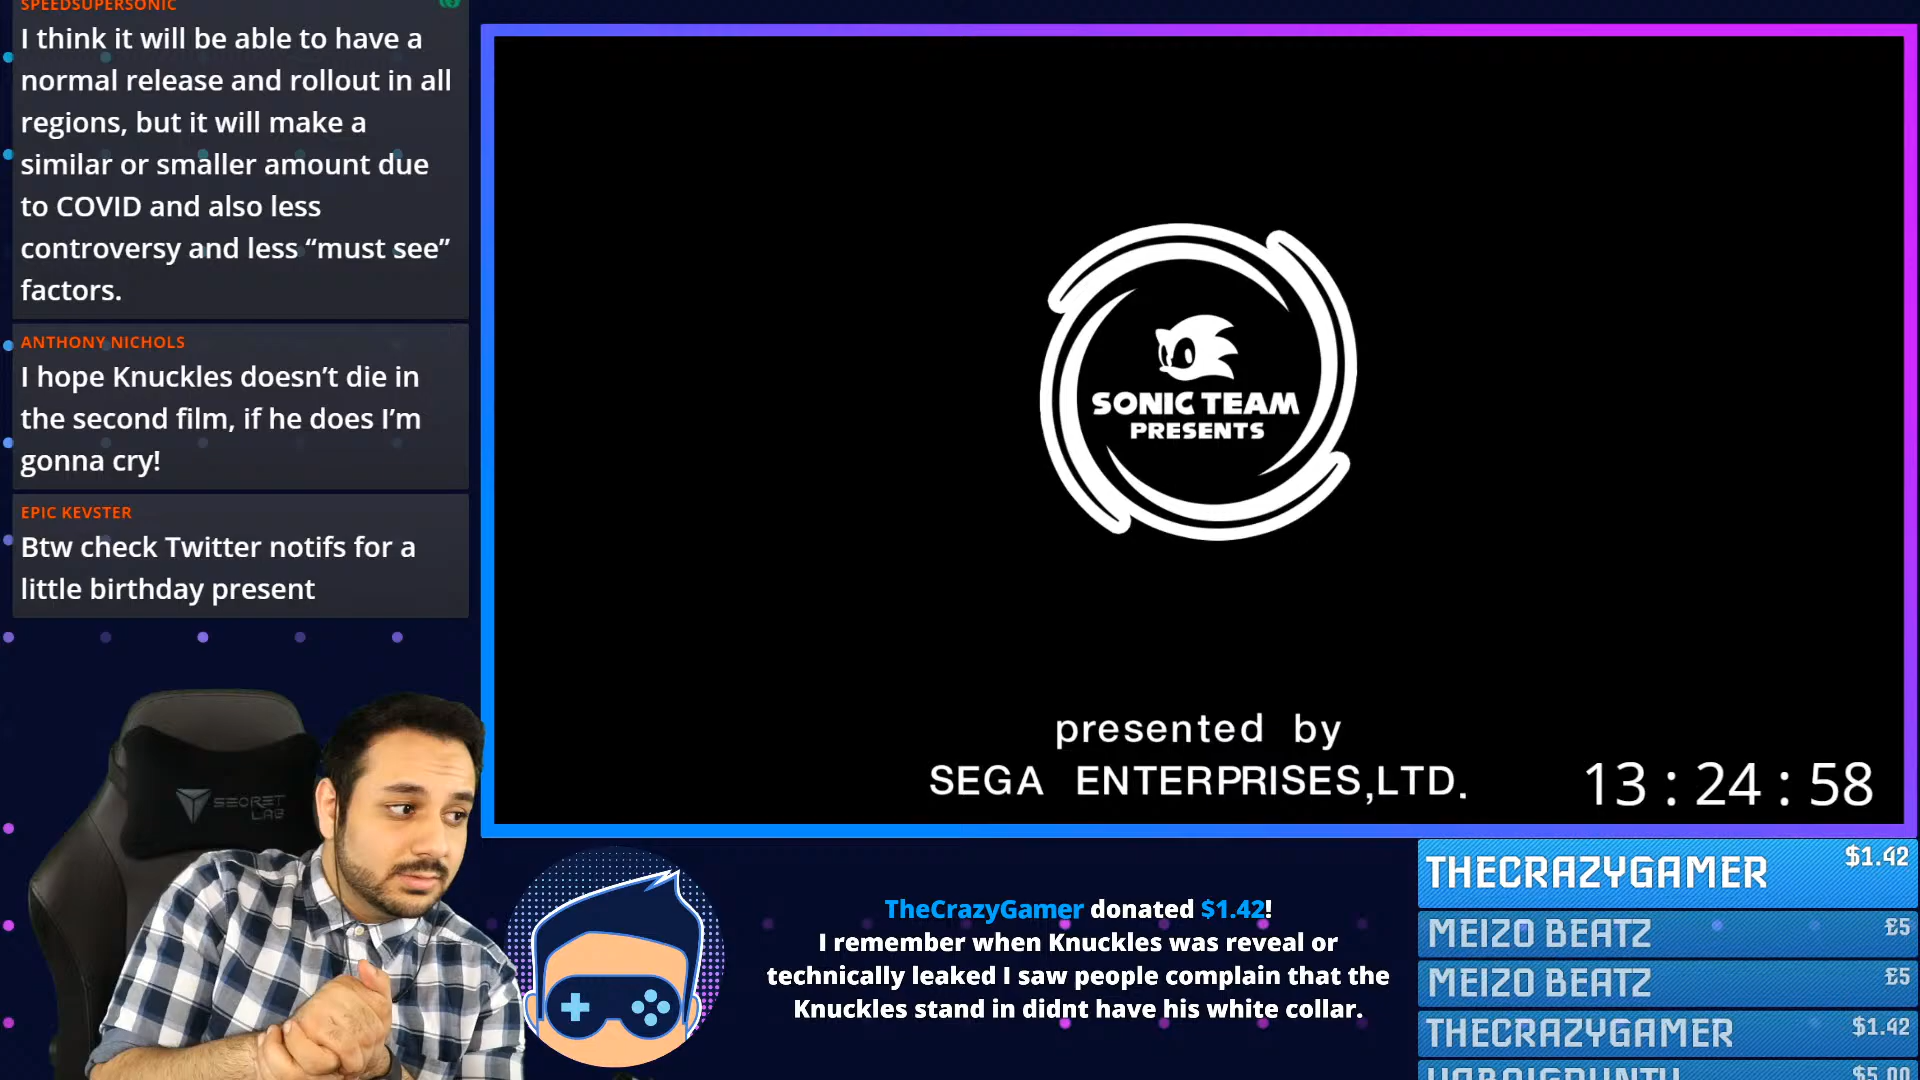 SPEEDSUPERSONIC
I think it will be able to have a
normal release and rollout in all
regions, but it will make a
similar or smaller amount due
to COVID and also less
controversy and less “must see”
factors.
ANTHONY NICHOLS
I hope Knuckles doesn’t die in
the second film, if he does I’m
gonna cry!
EPIC KEVSTER
Btw check Twitter notifs for a
little birthday present
SONIC TEAM
PRESENTS
presented by
SEGA ENTERPRISES,LTD.
13:24:58
SECRET
LAB
TheCrazyGamer donated $1.42!
I remember when Knuckles was reveal or
technically leaked I saw people complain that the
Knuckles stand in didnt have his white collar.
THECRAZYGAMER $1.42
MEIZO BEATZ £5
MEIZO BEATZ £5
THECRAZYGAMER $1.42
$5.00